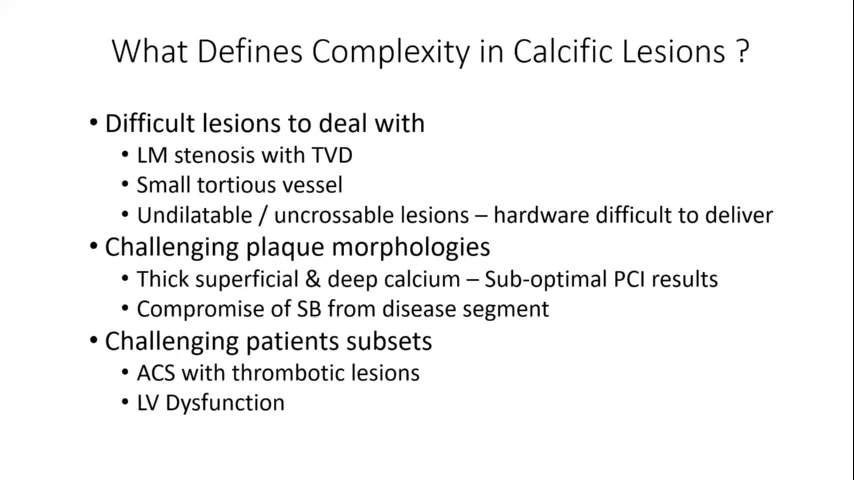 What Defines Complexity in Calcific Lesions ?
• Difficult lesions to deal with
• LM stenosis with TVD
• Small tortious vessel
• Undilatable / uncrossable lesions – hardware difficult to deliver
• Challenging plaque morphologies
• Thick superficial & deep calcium – Sub-optimal PCI results
• Compromise of SB from disease segment
• Challenging patients subsets
• ACS with thrombotic lesions
• LV Dysfunction